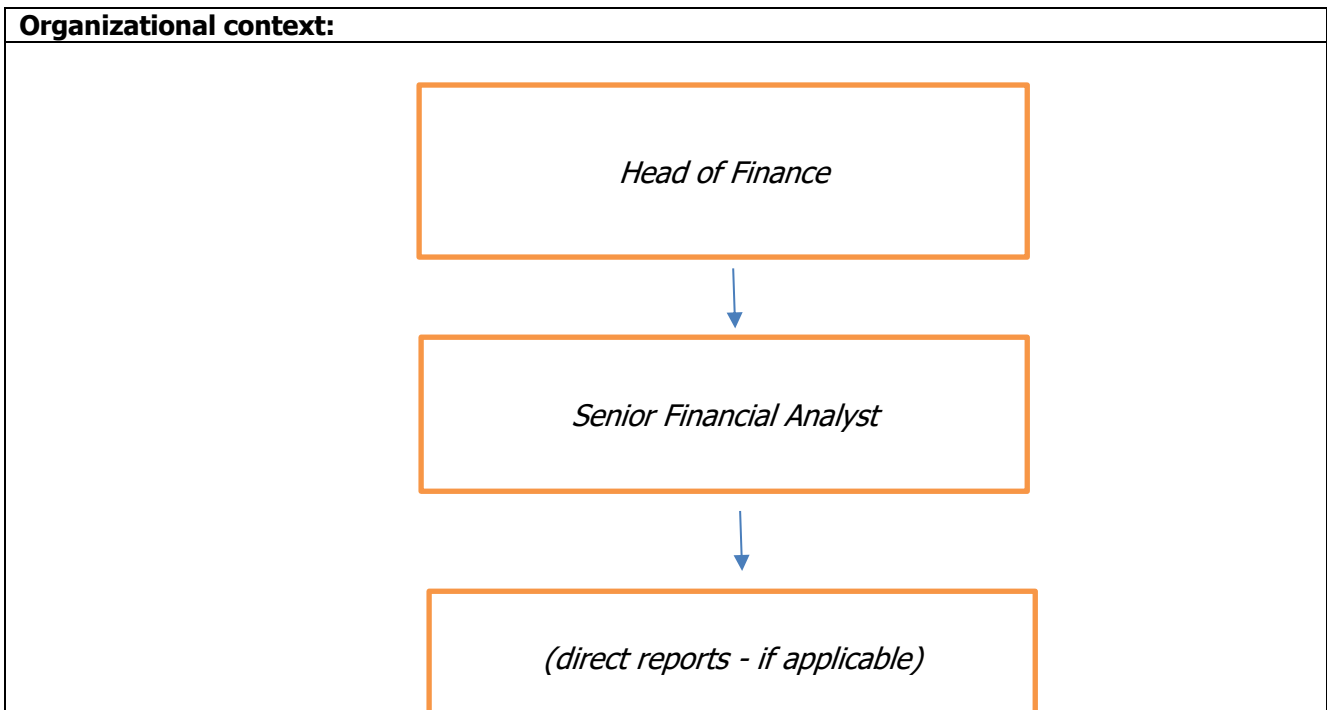 Organizational context:
Head of Finance
Senior Financial Analyst
(direct reports - if applicable)